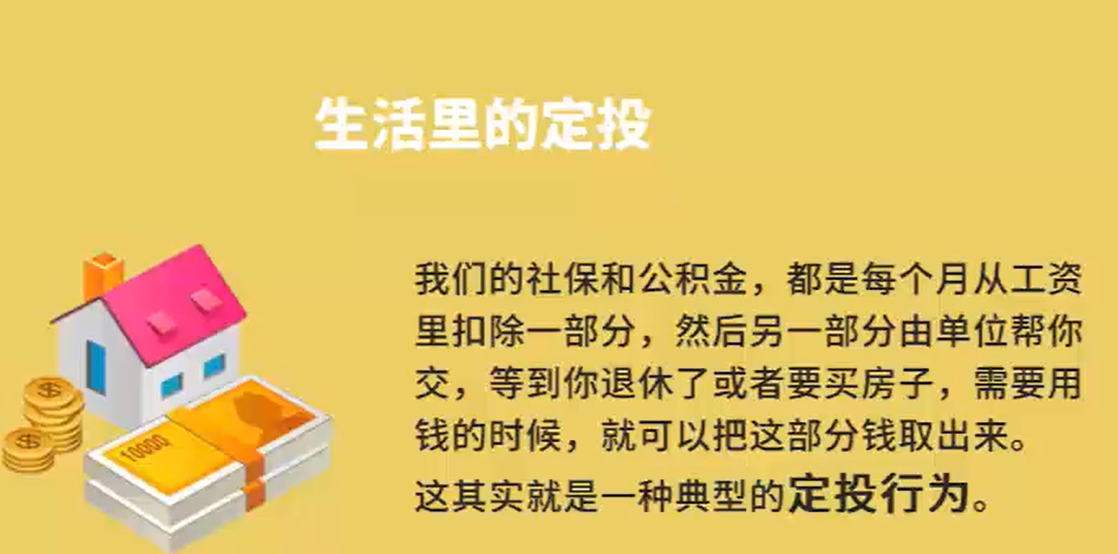 生活里的定投
我们的社保和公积金，都是每个月从工资
里扣除一部分，然后另一部分由单位帮你
交，等到你退休了或者要买房子，需要用
钱的时候，就可以把这部分钱取出来。
这其实就是一种典型的定投行为。
10000